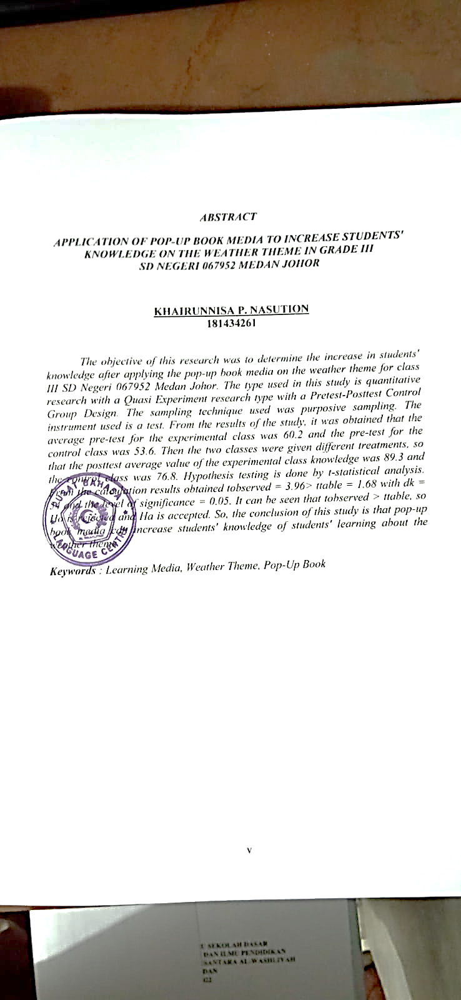 ABSTRACT
APPLICATION OF POP-UP BOOK MEDIA TO INCREASE STUDENTS'
KNOWLEDGE ON THE WEATHER THEME IN GRADE III
SD NEGERI 067952 MEDAN JOHOR
KHAIRUNNISA P. NASUTION
181434261
The objective of this research was to determine the increase in students'
knowledge after applying the pop-up book media on the weather theme for class
III SD Negeri 067952 Medan Johor. The type used in this study is quantitative
research with a Quasi Experiment research type with a Pretest-Posttest Control
Group Design. The sampling technique used was purposive sampling. The
instrument used is a test. From the results of the study, it was obtained that the
average pre-test for the experimental class was 60.2 and the pre-test for the
control class was 53.6. Then the two classes were given different treatments, so
that the posttest average value of the experimental class knowledge was 89.3 and
the control class was 76.8. Hypothesis testing is done by t-statistical analysis.
From the calculation results obtained tobserved = 3.96> ttable = 1.68 with dk =
and the level of significance = 0.05. It can be seen that tobserved > ttable, so
Ho is rejected and Ha is accepted. So, the conclusion of this study is that pop-up
book media can increase students' knowledge of students' learning about the
weather theme.
PUSAT BAHASA
LANGUAGE CENTRE
Keywords : Learning Media, Weather Theme, Pop-Up Book
v
SEKOLAH DASAR
DAN ILMU PENDIDIKAN
AL-WASHLIYAH
DAN